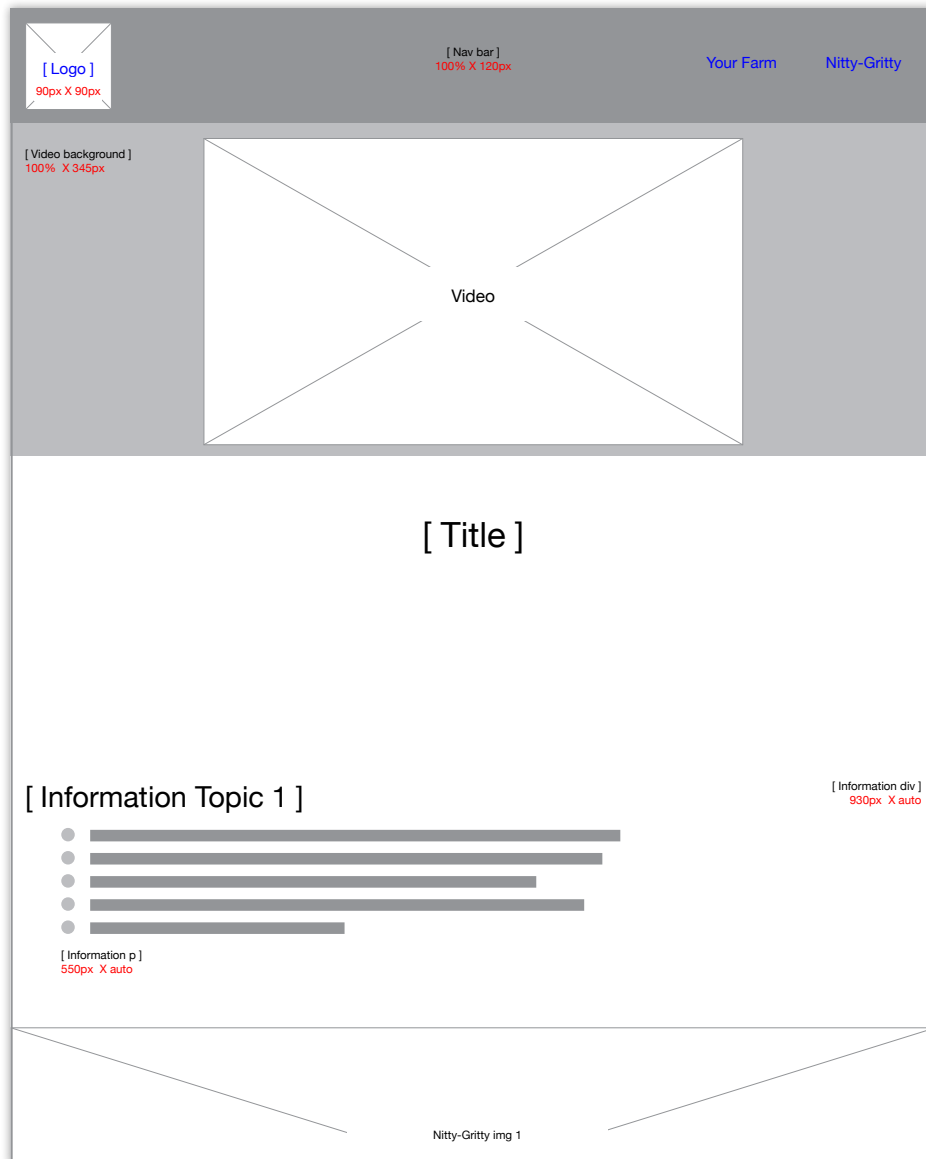 [ Logo ]
90px X 90px
[ Nav bar ]
100% X 120px
Your Farm
Nitty-Gritty
[ Video background ]
100% X 345px
Video
[ Title ]
[ Information Topic 1 ]
[ Information div ]
930px X auto
[ Information p ]
550px X auto
Nitty-Gritty img 1